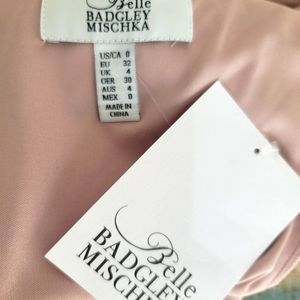 Belle
BADGLEY
MISCHKA
US/CA 0
EU 32
UK 4
GER 30
AUS 4
MEX 0
MADE IN
CHINA
Belle
BADGLEY
MISCHKA